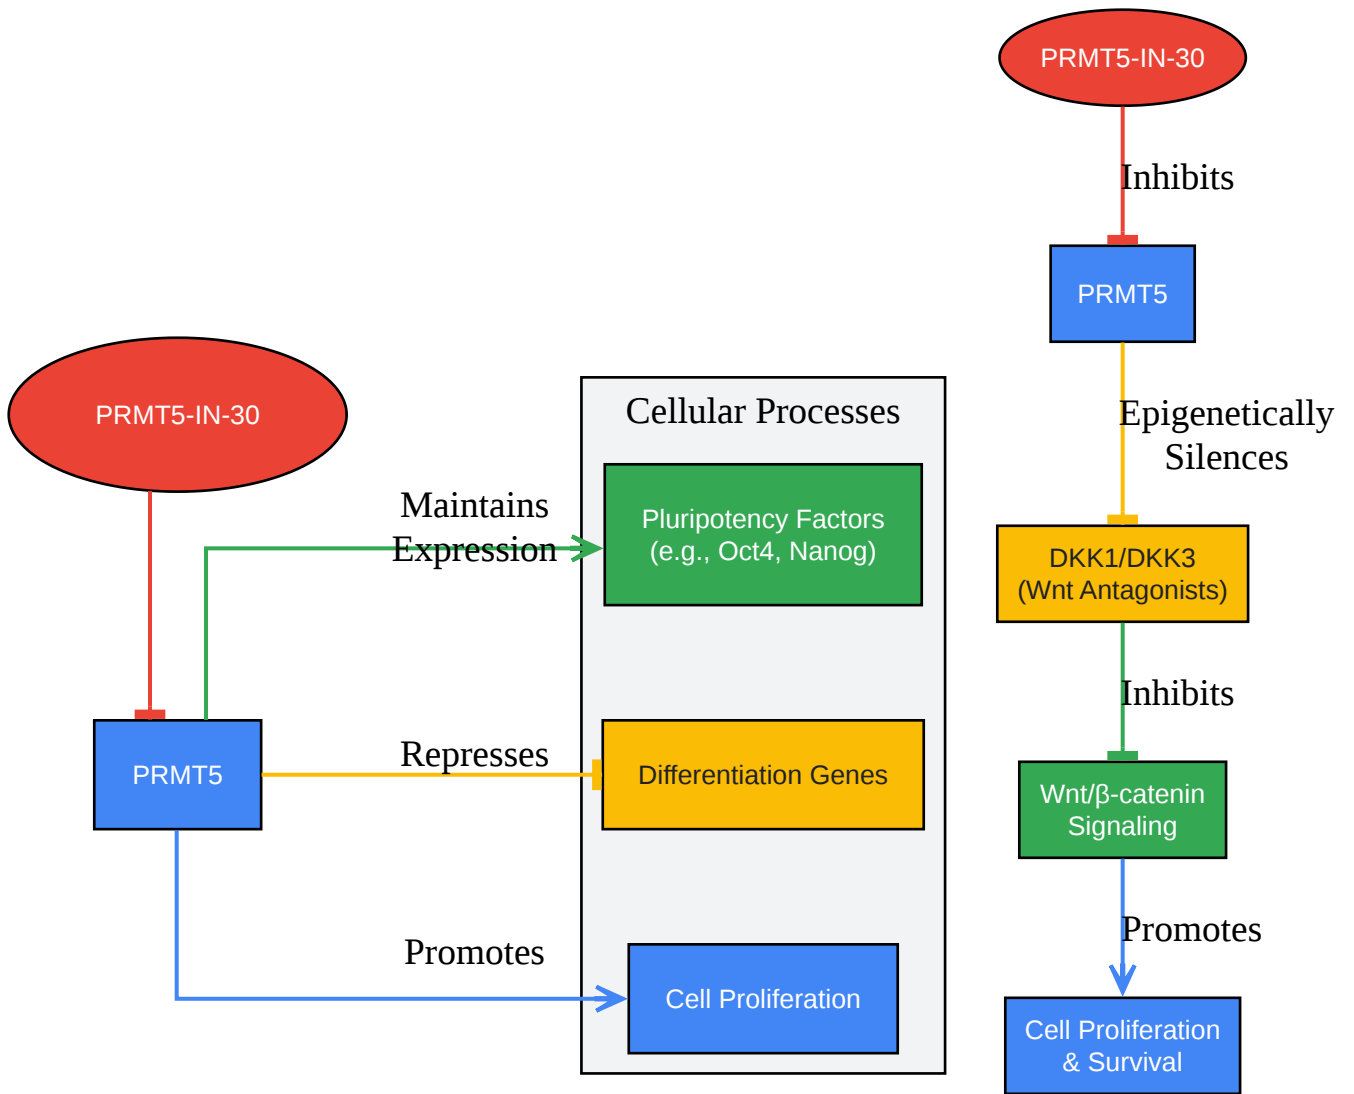 PRMT5-IN-30
PRMT5
Maintains
Expression
Represses
Promotes
Cellular Processes
Pluripotency Factors
(e.g., Oct4, Nanog)
Differentiation Genes
Cell Proliferation
PRMT5-IN-30
Inhibits
PRMT5
Epigenetically
Silences
DKK1/DKK3
(Wnt Antagonists)
Inhibits
Wnt/β-catenin
Signaling
Promotes
Cell Proliferation
& Survival